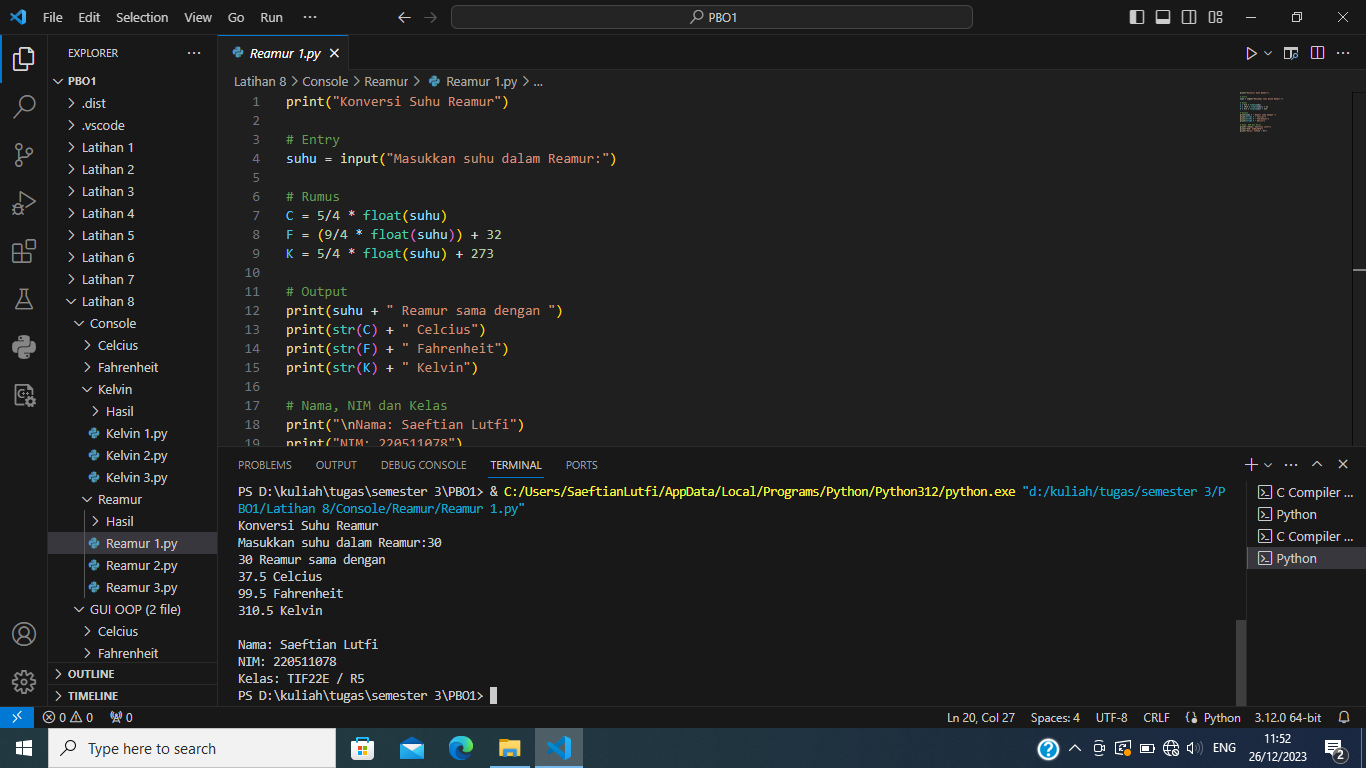 File Edit Selection View Go Run ··· PBO1
EXPLORER ···
PBO1
.dist
.vscode
Latihan 1
Latihan 2
Latihan 3
Latihan 4
Latihan 5
Latihan 6
Latihan 7
Latihan 8
Console
Celcius
Fahrenheit
Kelvin
Hasil
Kelvin 1.py
Kelvin 2.py
Kelvin 3.py
Reamur
Hasil
Reamur 1.py
Reamur 2.py
Reamur 3.py
GUI OOP (2 file)
Celcius
Fahrenheit
OUTLINE
TIMELINE
Reamur 1.py
Latihan 8 > Console > Reamur > Reamur 1.py > ...
1 print("Konversi Suhu Reamur")
2
3 # Entry
4 suhu = input("Masukkan suhu dalam Reamur:")
5
6 # Rumus
7 C = 5/4 * float(suhu)
8 F = (9/4 * float(suhu)) + 32
9 K = 5/4 * float(suhu) + 273
10
11 # Output
12 print(suhu + " Reamur sama dengan ")
13 print(str(C) + " Celcius")
14 print(str(F) + " Fahrenheit")
15 print(str(K) + " Kelvin")
16
17 # Nama, NIM dan Kelas
18 print("\nNama: Saeftian Lutfi")
19 print("NIM: 220511078")
PROBLEMS OUTPUT DEBUG CONSOLE TERMINAL PORTS
PS D:\kuliah\tugas\semester 3\PBO1> & C:/Users/SaeftianLutfi/AppData/Local/Programs/Python/Python312/python.exe "d:/kuliah/tugas/semester 3/P
BO1/Latihan 8/Console/Reamur/Reamur 1.py"
Konversi Suhu Reamur
Masukkan suhu dalam Reamur:30
30 Reamur sama dengan
37.5 Celcius
99.5 Fahrenheit
310.5 Kelvin

Nama: Saeftian Lutfi
NIM: 220511078
Kelas: TIF22E / R5
PS D:\kuliah\tugas\semester 3\PBO1>
C Compiler ...
Python
C Compiler ...
Python
0 0 0 Ln 20, Col 27 Spaces: 4 UTF-8 CRLF Python 3.12.0 64-bit
Type here to search
ENG
11:52
26/12/2023
2